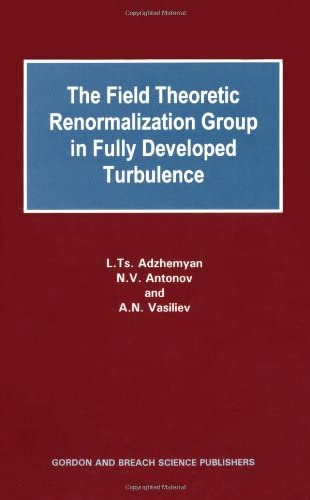 The Field Theoretic
Renormalization Group
in Fully Developed
Turbulence
L.Ts. Adzhemyan
N.V. Antonov
and
A.N. Vasiliev
GORDON AND BREACH SCIENCE PUBLISHERS